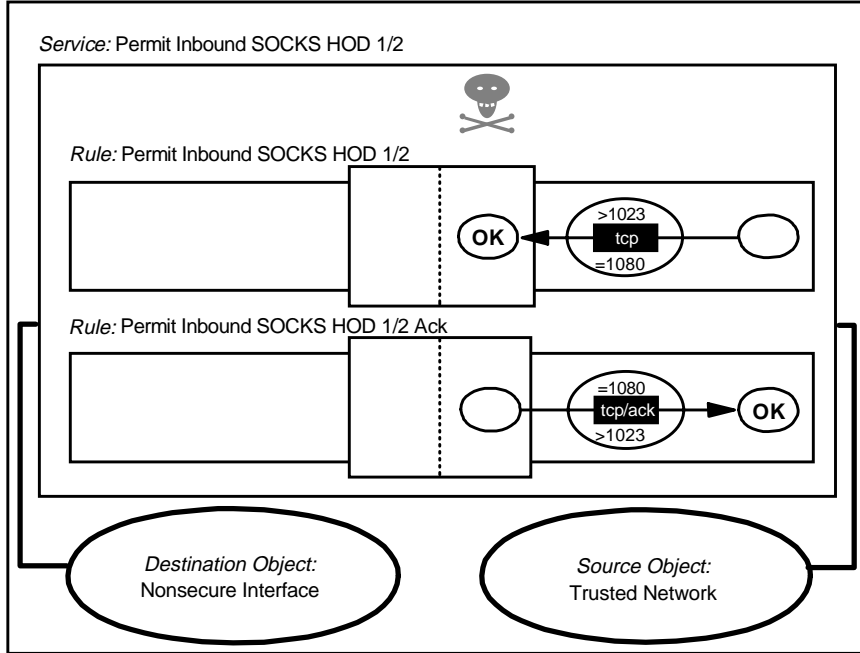 Service: Permit Inbound SOCKS HOD 1/2
Rule: Permit Inbound SOCKS HOD 1/2
>1023
OK
tcp
=1080
Rule: Permit Inbound SOCKS HOD 1/2 Ack
=1080
tcp/ack
OK
>1023
Destination Object:
Nonsecure Interface
Source Object:
Trusted Network